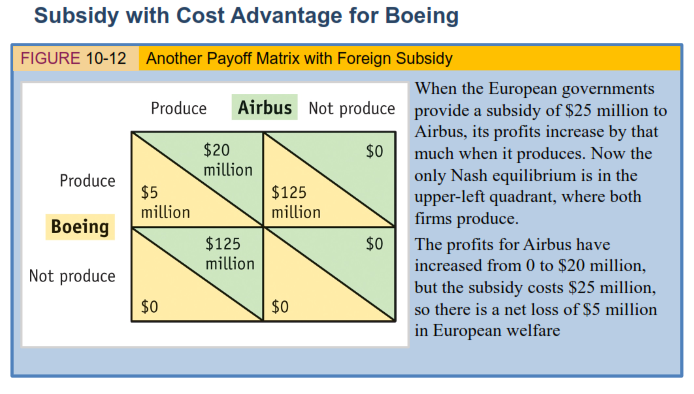 Subsidy with Cost Advantage for Boeing
FIGURE 10-12 Another Payoff Matrix with Foreign Subsidy
Produce Airbus Not produce
$20
million
$0
Produce
$5
million
$125
million
Boeing
$125
million
$0
Not produce
$0
$0
When the European governments
provide a subsidy of $25 million to
Airbus, its profits increase by that
much when it produces. Now the
only Nash equilibrium is in the
upper-left quadrant, where both
firms produce.
The profits for Airbus have
increased from 0 to $20 million,
but the subsidy costs $25 million,
so there is a net loss of $5 million
in European welfare